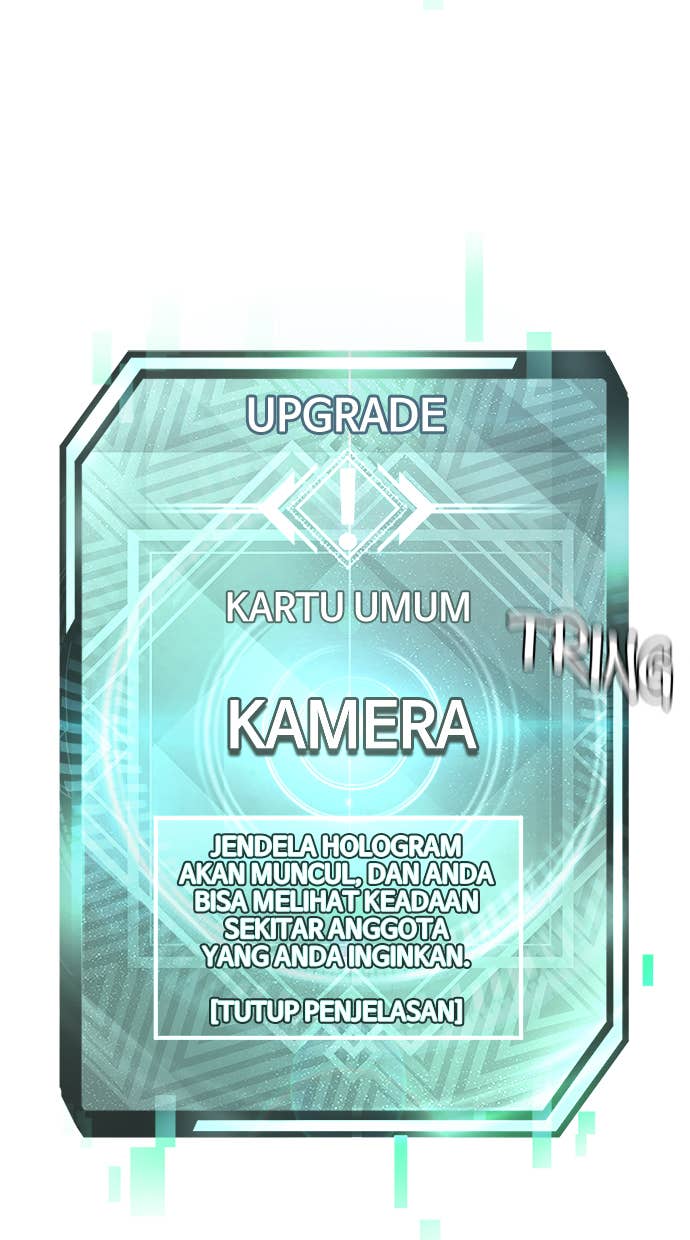 UPGRADE
!
KARTU UMUM
TRING
KAMERA
JENDELA HOLOGRAM
AKAN MUNCUL, DAN ANDA
BISA MELIHAT KEADAAN
SEKITAR ANGGOTA
YANG ANDA INGINKAN.
[TUTUP PENJELASAN]